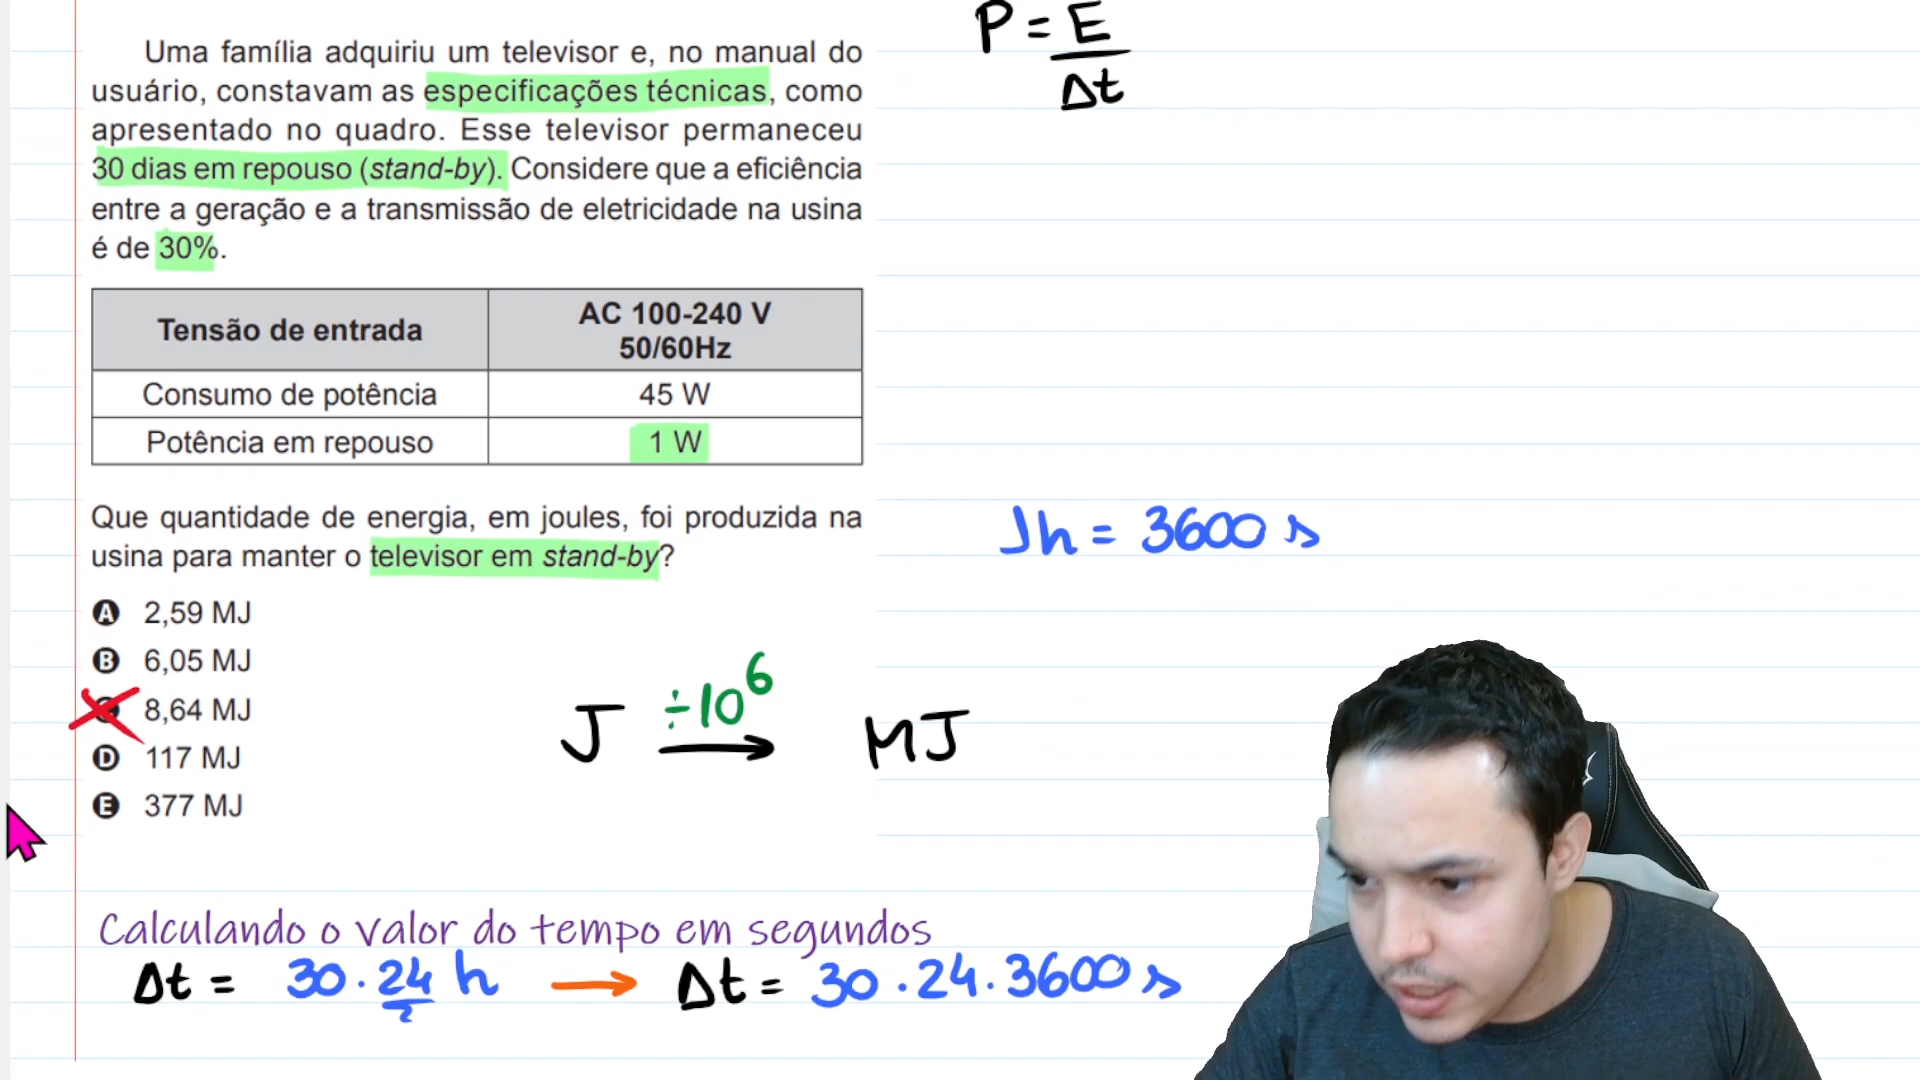 Uma família adquiriu um televisor e, no manual do
usuário, constavam as especificações técnicas, como
apresentado no quadro. Esse televisor permaneceu
30 dias em repouso (stand-by). Considere que a eficiência
entre a geração e a transmissão de eletricidade na usina
é de 30%.
Tensão de entrada
AC 100-240 V
50/60Hz
Consumo de potência 45 W
Potência em repouso 1 W
Que quantidade de energia, em joules, foi produzida na
usina para manter o televisor em stand-by?
A 2,59 MJ
B 6,05 MJ
8,64 MJ
D 117 MJ
E 377 MJ
P = E
Δt
1h = 3600 s
J ÷10⁶ MJ
Calculando o valor do tempo em segundos
Δt = 30 · 24 h → Δt = 30 · 24 · 3600 s